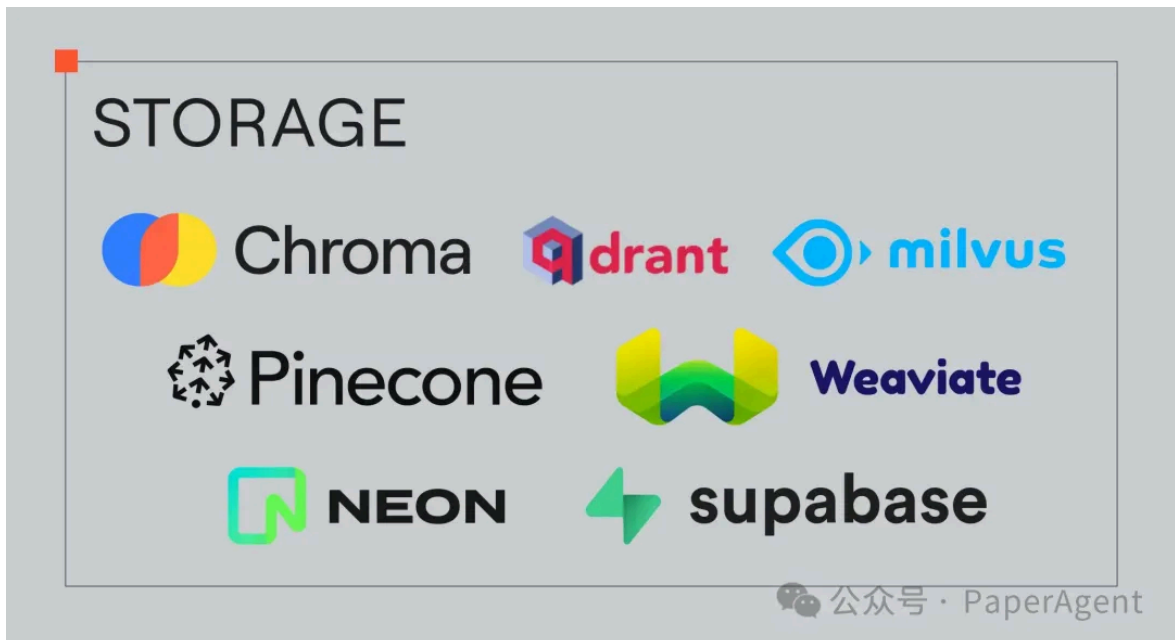 STORAGE
Chroma qdrant milvus
Pinecone Weaviate
NEON supabase
公众号 · PaperAgent